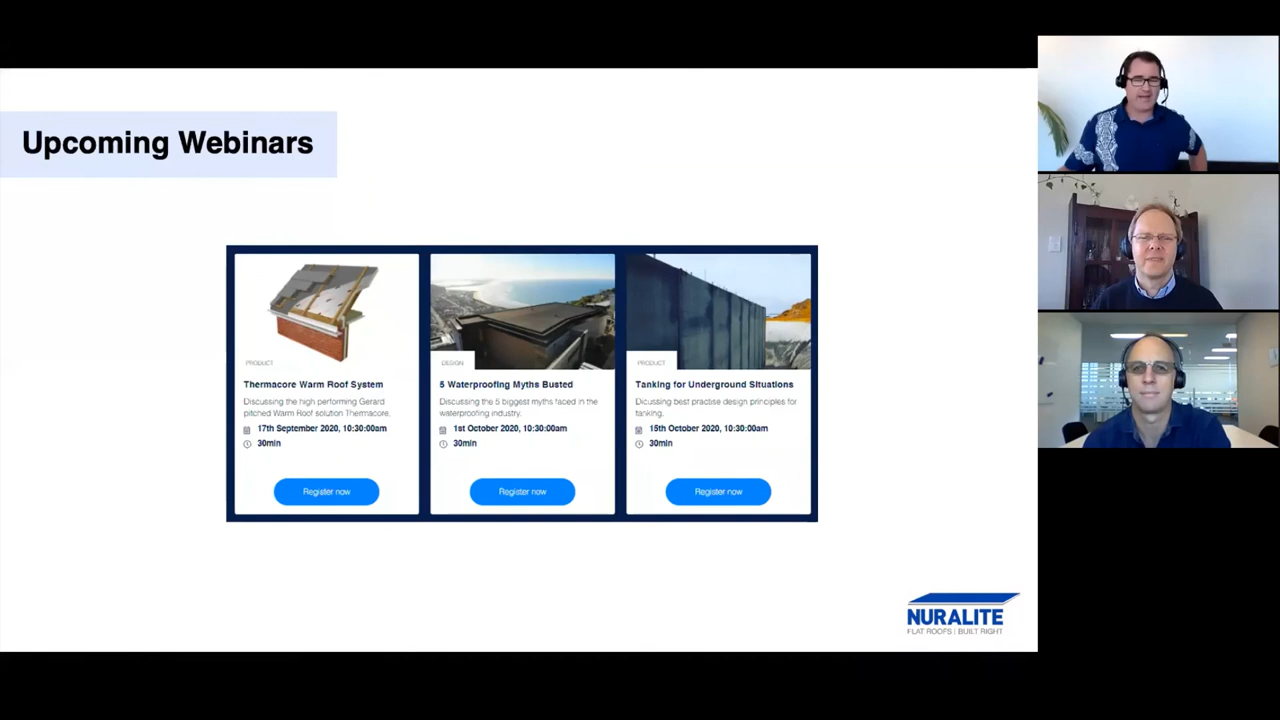 Upcoming Webinars
PRODUCT
Thermacore Warm Roof System
Discussing the high performing Gerard
pitched Warm Roof solution Thermacore.
17th September 2020, 10:30:00am
30min
Register now
DESIGN
5 Waterproofing Myths Busted
Discussing the 5 biggest myths faced in the
waterproofing industry.
1st October 2020, 10:30:00am
30min
Register now
PRODUCT
Tanking for Underground Situations
Dicussing best practise design principles for
tanking.
15th October 2020, 10:30:00am
30min
Register now
NURALITE
FLAT ROOFS | BUILT RIGHT